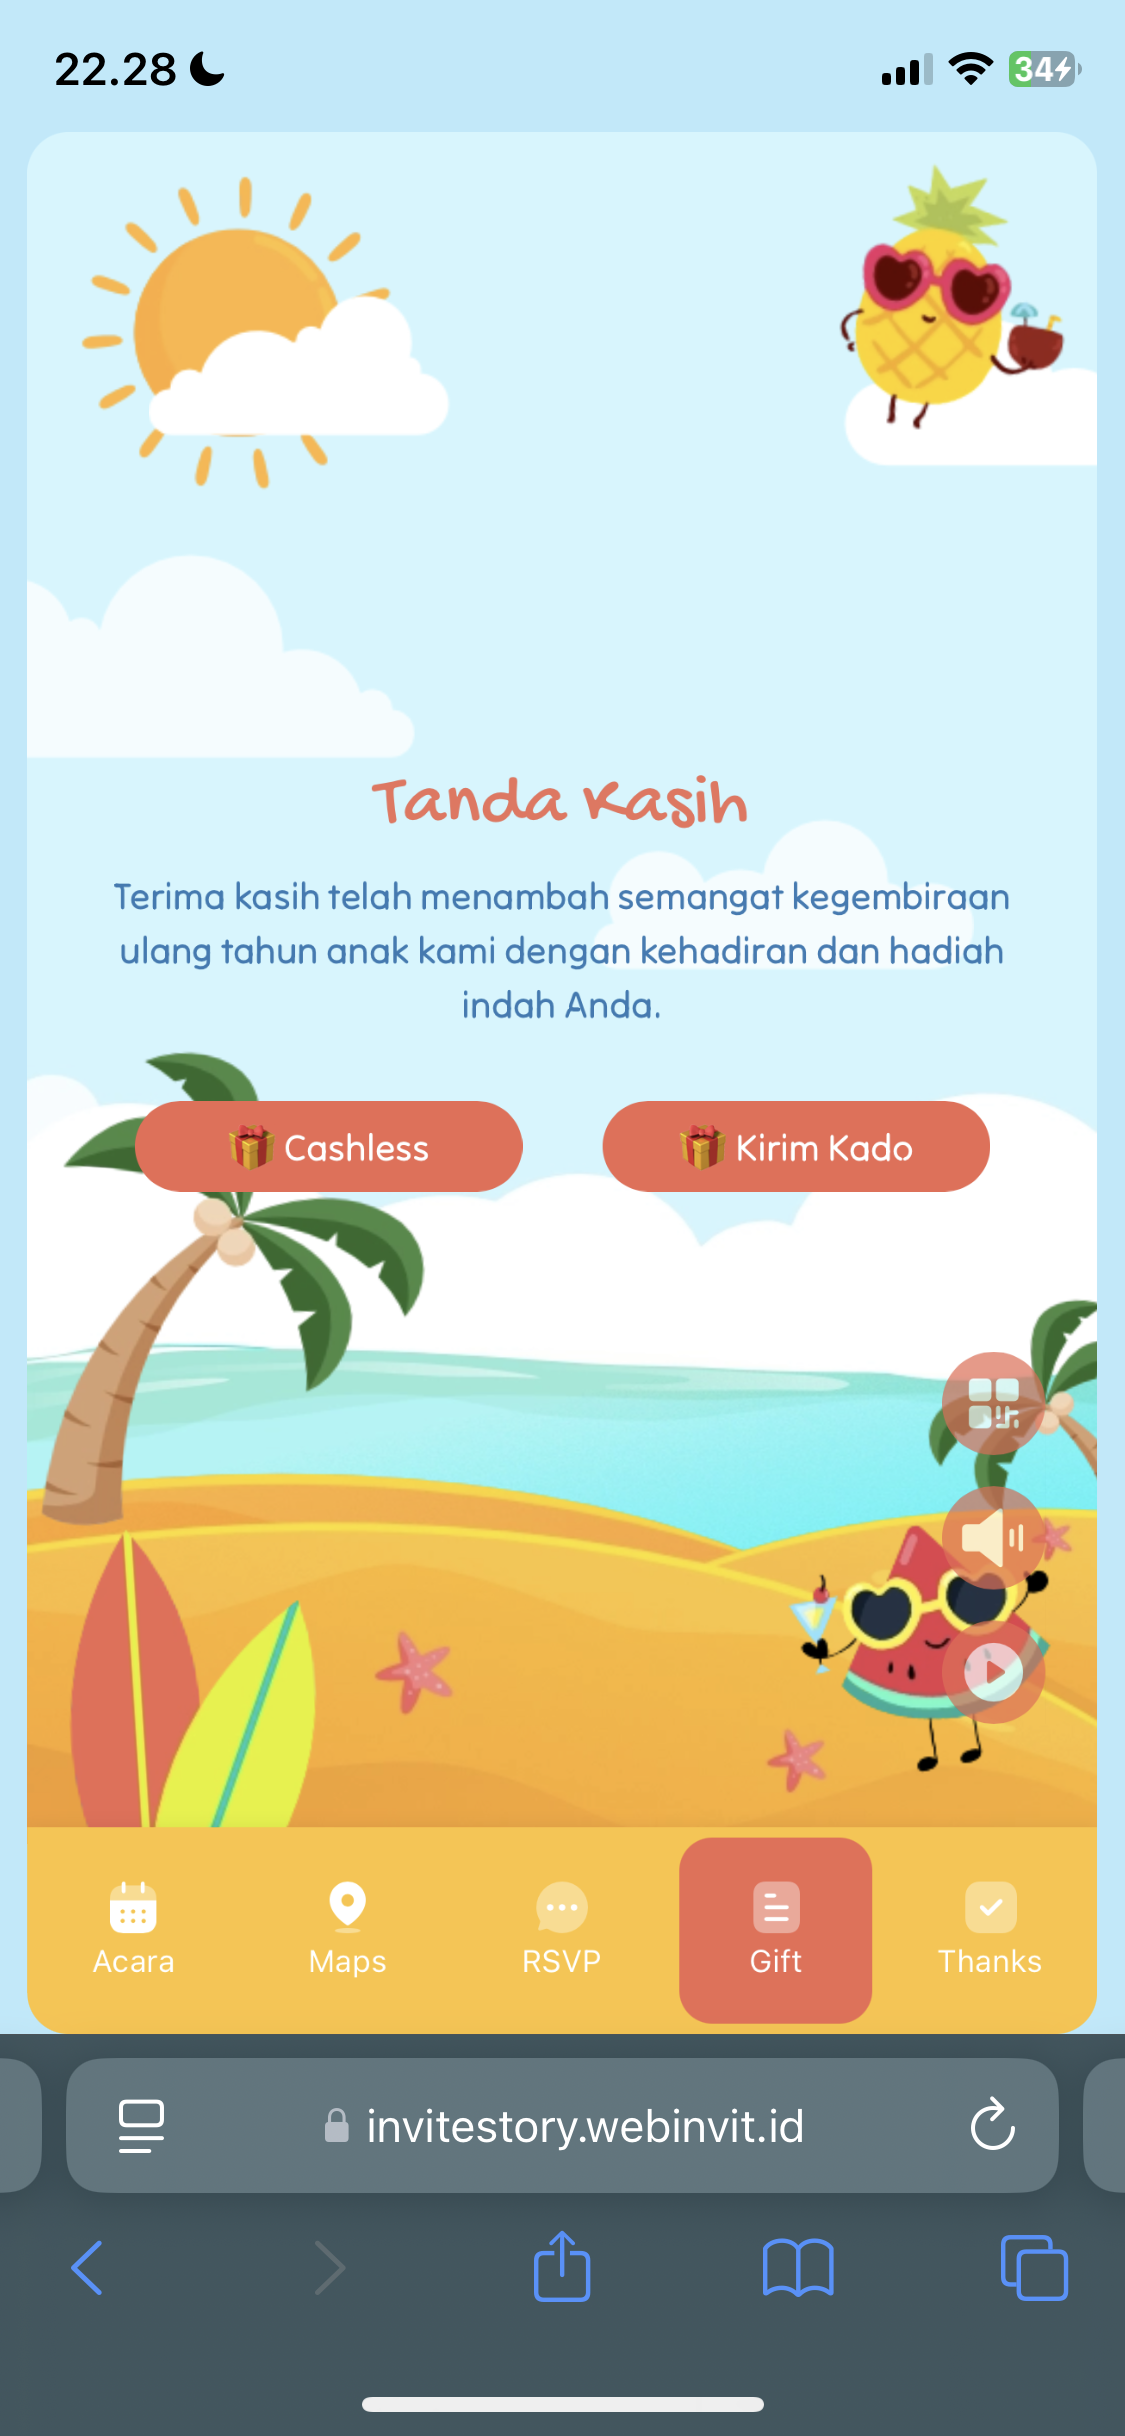 22.28
34
Tanda Kasih
Terima kasih telah menambah semangat kegembiraan
ulang tahun anak kami dengan kehadiran dan hadiah
indah Anda.
Cashless
Kirim Kado
Acara
Maps
RSVP
Gift
Thanks
invitestory.webinvit.id